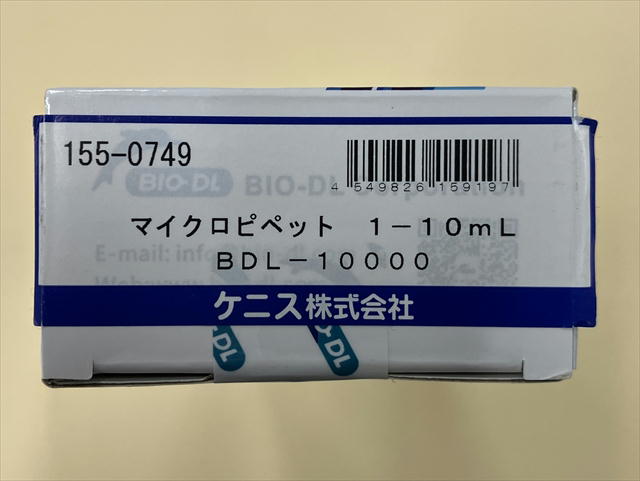 155-0749
4 549826 159197
BIO-DL BIO-DL Corporation
マイクロピペット 1－10mL
E-mail: info@
BDL－10000
ケニス株式会社
O-DL O-DL